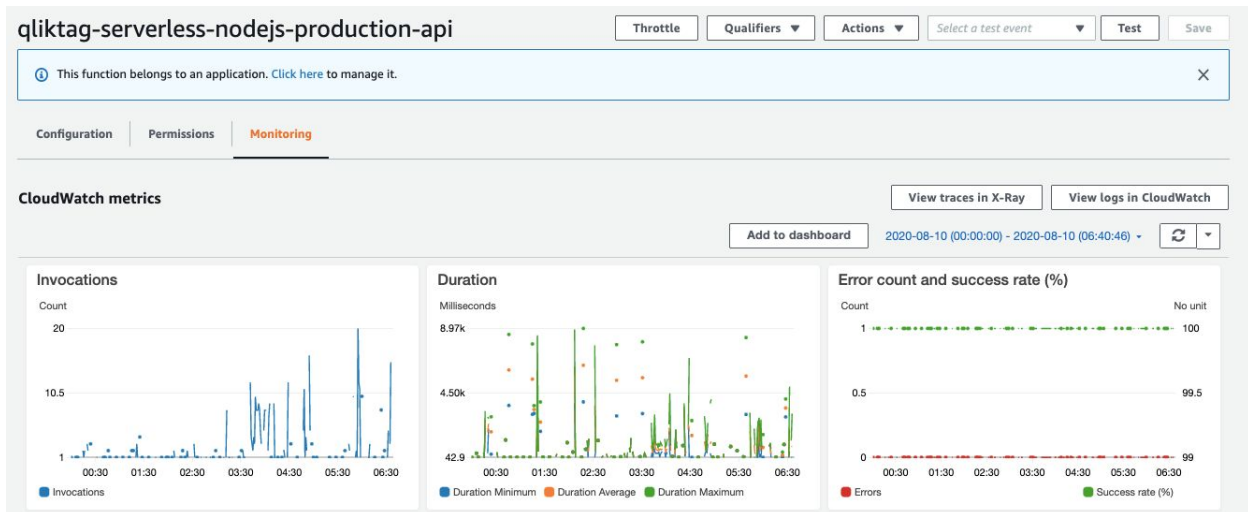 qliktag-serverless-nodejs-production-api
Throttle Qualifiers Actions Select a test event Test Save
This function belongs to an application. Click here to manage it.
Configuration Permissions Monitoring
CloudWatch metrics
View traces in X-Ray View logs in CloudWatch
Add to dashboard 2020-08-10 (00:00:00) - 2020-08-10 (06:40:46)
Invocations
Count
20
10.5
1
00:30 01:30 02:30 03:30 04:30 05:30 06:30
Invocations
Duration
Milliseconds
8.97k
4.50k
42.9
00:30 01:30 02:30 03:30 04:30 05:30 06:30
Duration Minimum Duration Average Duration Maximum
Error count and success rate (%)
Count No unit
1 100
0.5 99.5
0 99
00:30 01:30 02:30 03:30 04:30 05:30 06:30
Errors Success rate (%)